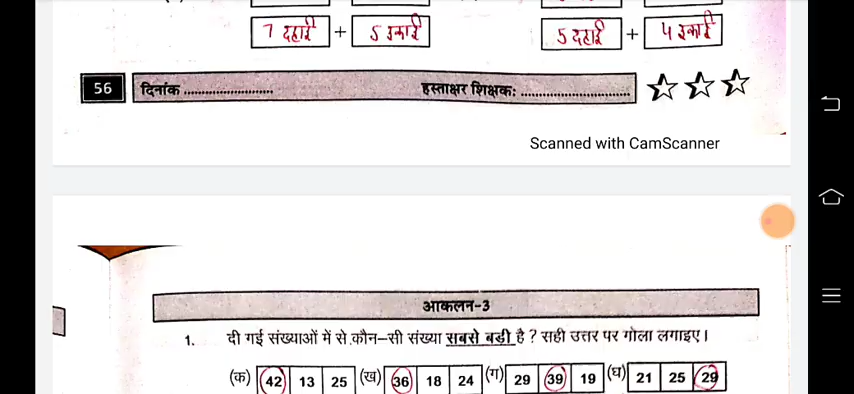 7 दहाई + 5 इकाई 5 दहाई + 4 इकाई
56 दिनांक .......................... हस्ताक्षर शिक्षक: ...............................
Scanned with CamScanner
आकलन-3
1. दी गई संख्याओं में से कौन-सी संख्या सबसे बड़ी है? सही उत्तर पर गोला लगाइए।
(क) 42 13 25 (ख) 36 18 24 (ग) 29 39 19 (घ) 21 25 29